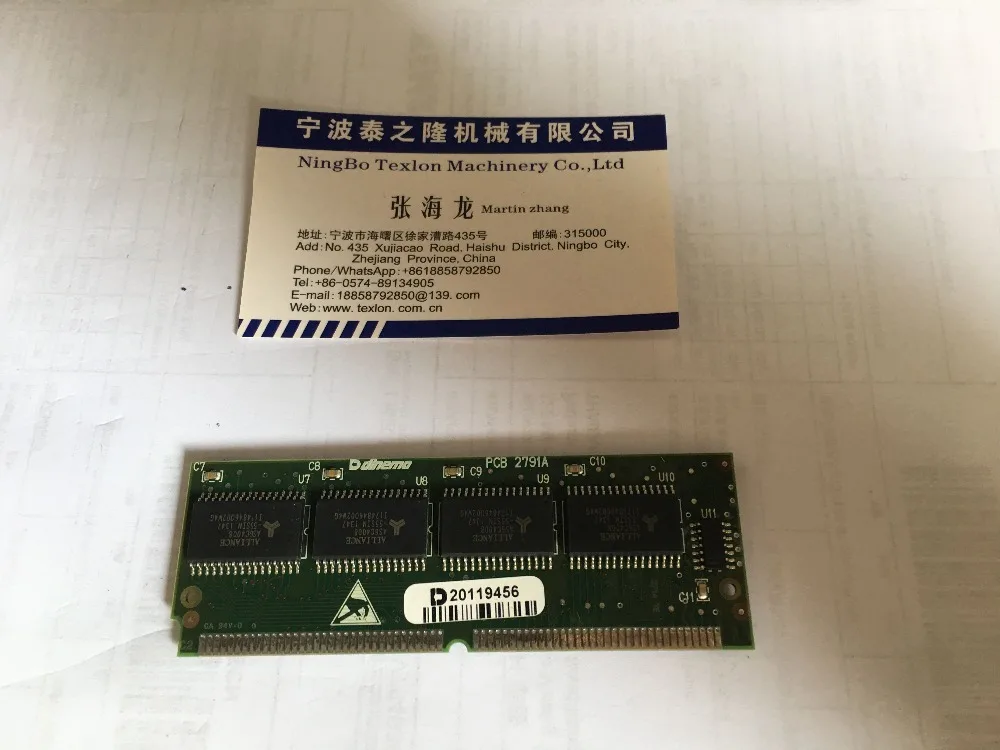 宁波泰之隆机械有限公司
NingBo Texlon Machinery Co.,Ltd
张海龙 Martin zhang
地址:宁波市海曙区徐家漕路435号 邮编:315000
Add:No. 435 Xujiacao Road, Haishu District. Ningbo City,
Zhejiang Province, China
Phone/WhatsApp:+8618858792850
Tel:+86-0574-89134905
E-mail:18858792850@139. com
Web:www. texlon. com. cn
C7 C8 dinema C9 PCB 2791A C10
U7 U8 U9 U10
U11
ALLIANCE ALLIANCE ALLIANCE ALLIANCE
D 20119456